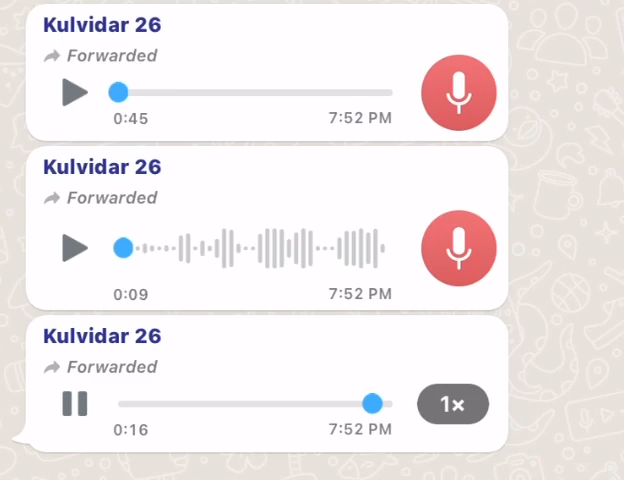 Kulvidar 26
Forwarded
0:45 7:52 PM
Kulvidar 26
Forwarded
0:09 7:52 PM
Kulvidar 26
Forwarded
1×
0:16 7:52 PM